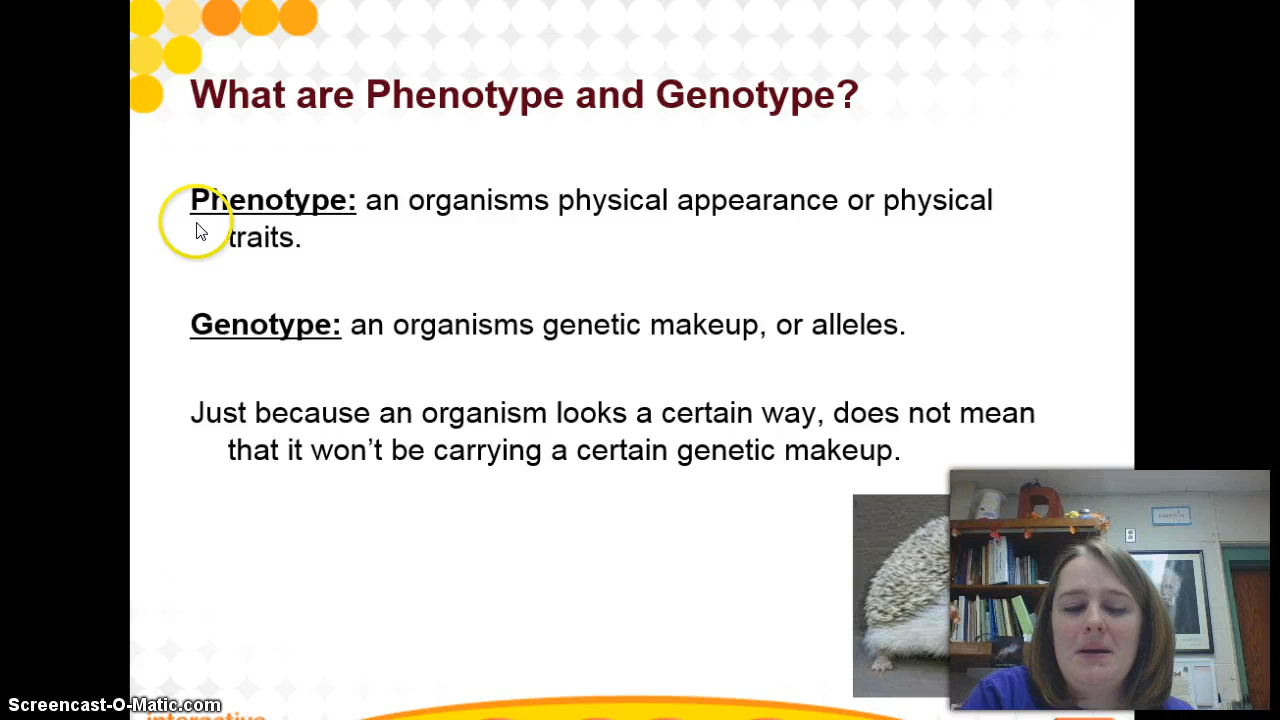 What are Phenotype and Genotype?
Phenotype: an organisms physical appearance or physical
traits.
Genotype: an organisms genetic makeup, or alleles.
Just because an organism looks a certain way, does not mean
that it won't be carrying a certain genetic makeup.
Screencast-O-Matic.com
interactive